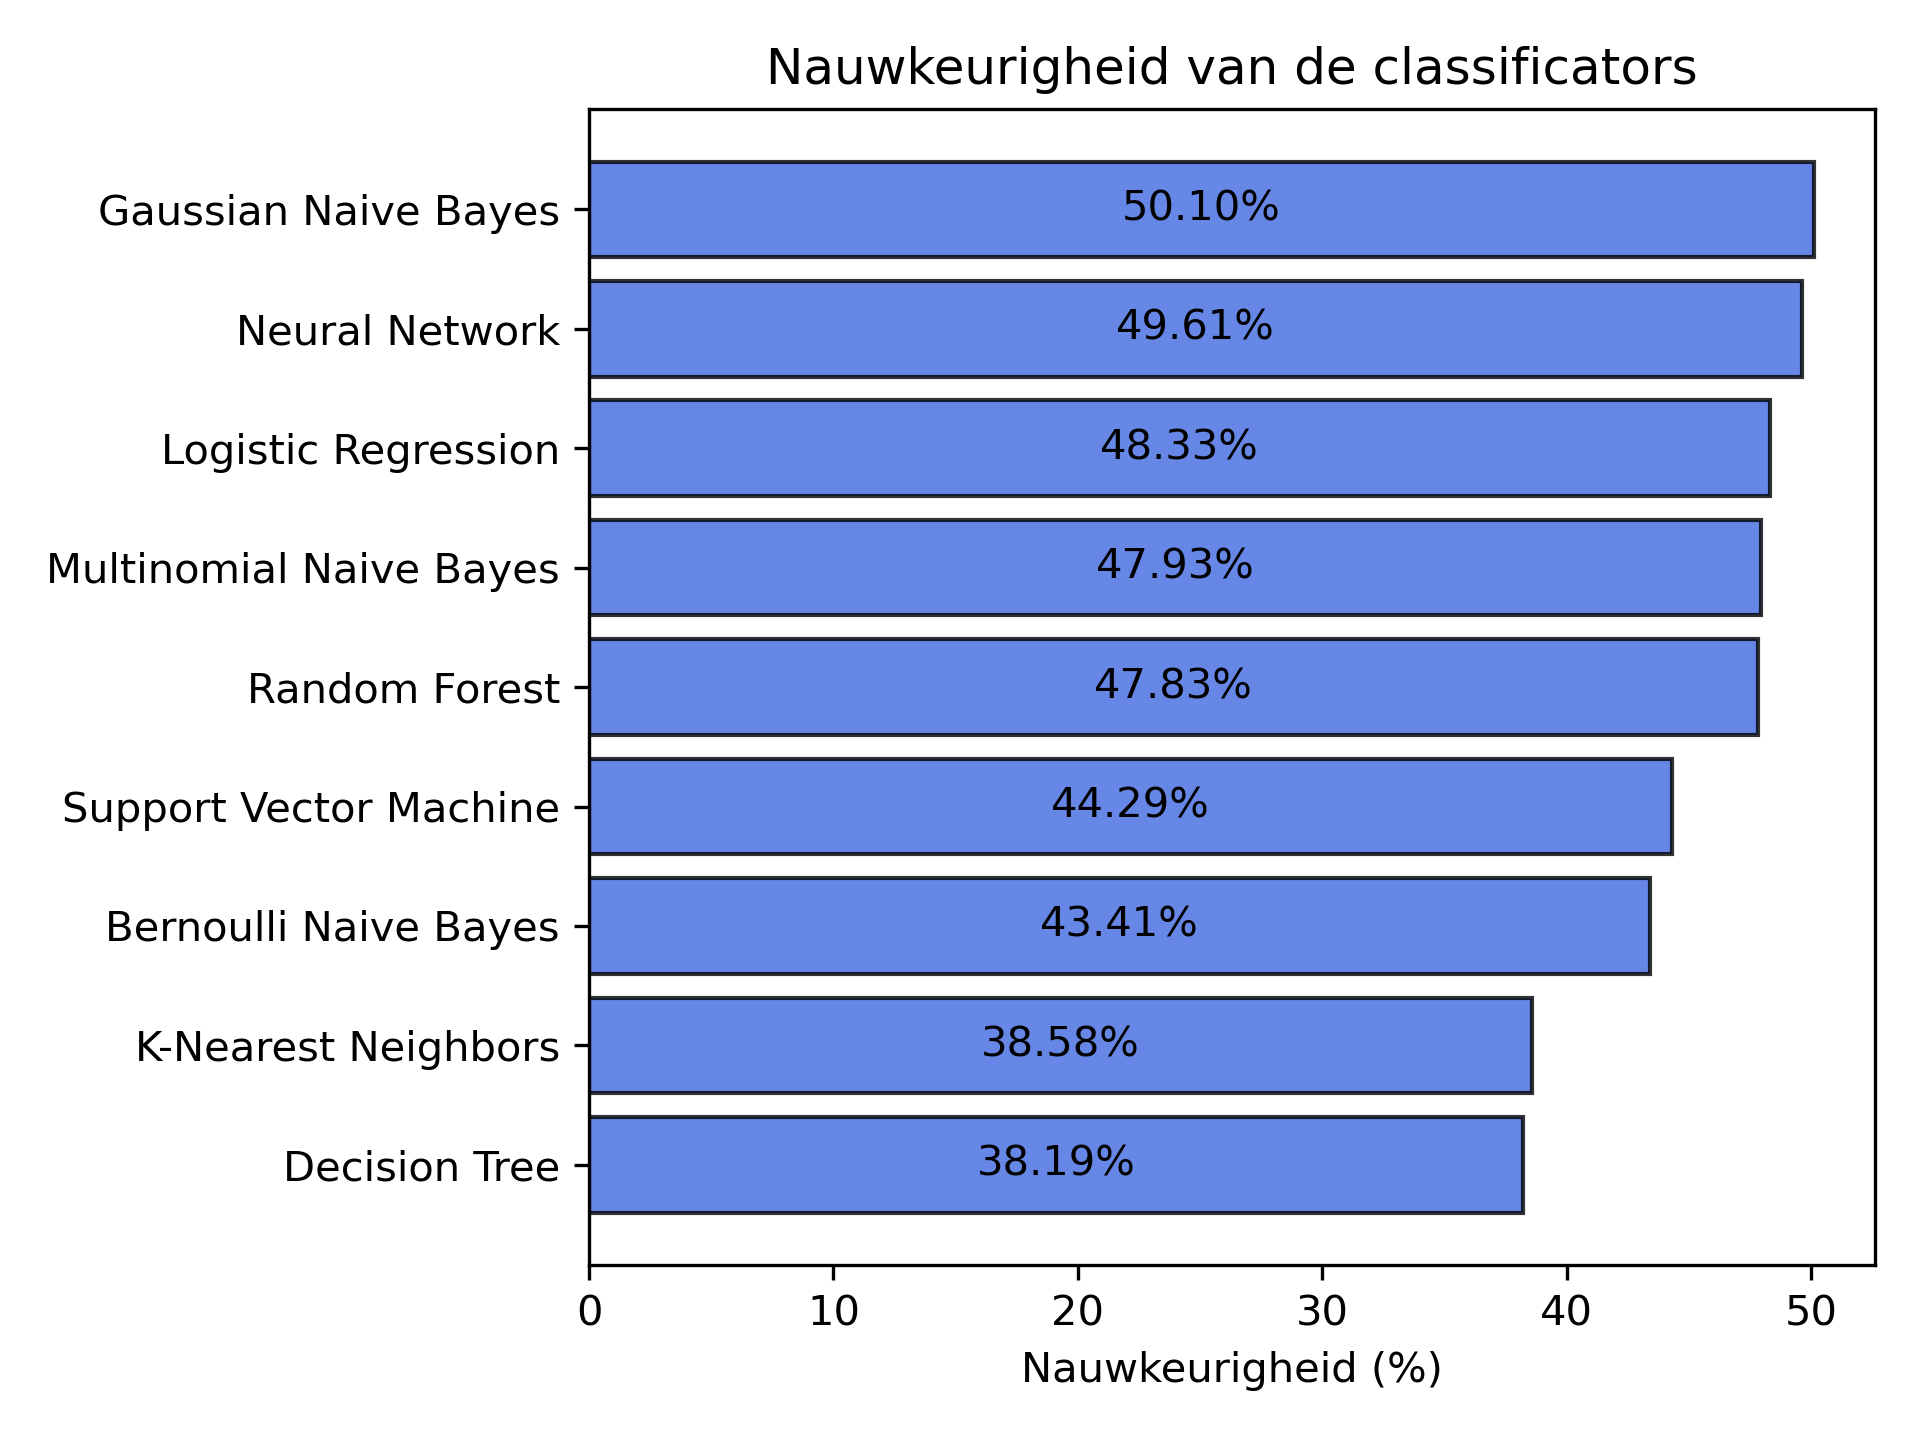 Nauwkeurigheid van de classificators
Gaussian Naive Bayes 50.10%
Neural Network 49.61%
Logistic Regression 48.33%
Multinomial Naive Bayes 47.93%
Random Forest 47.83%
Support Vector Machine 44.29%
Bernoulli Naive Bayes 43.41%
K-Nearest Neighbors 38.58%
Decision Tree 38.19%
0 10 20 30 40 50
Nauwkeurigheid (%)